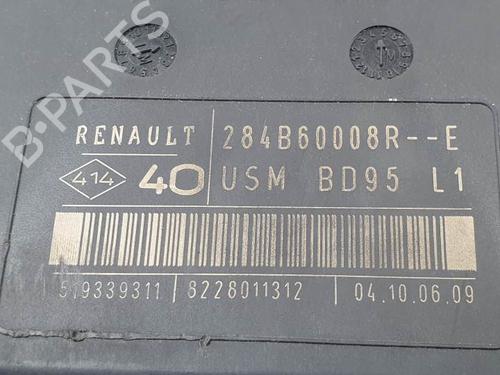 B-PARTS
RENAULT 284B60008R--E
414 40 USM BD95 L1
519339311 8228011312 04.10.06.09